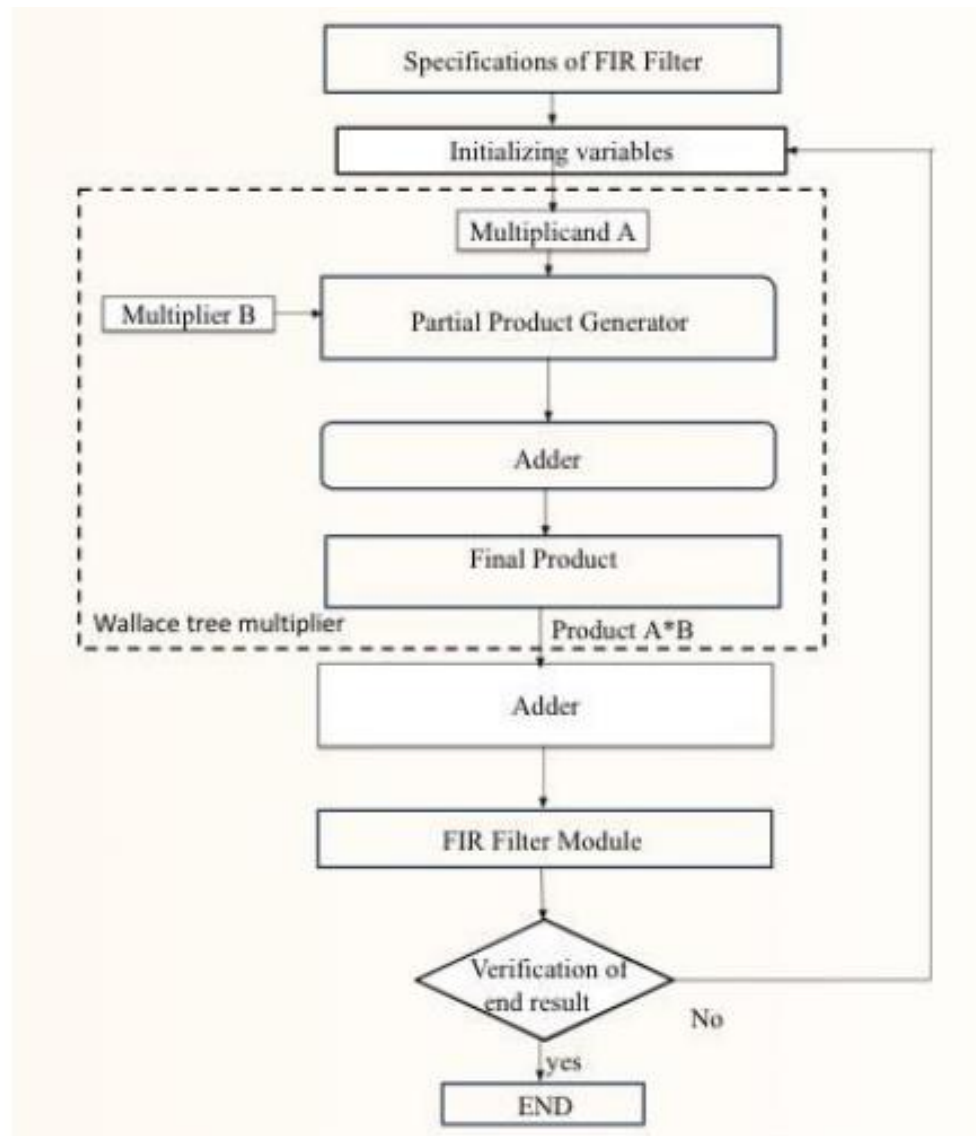 Specifications of FIR Filter
Initializing variables
Multiplicand A
Multiplier B
Partial Product Generator
Adder
Final Product
Wallace tree multiplier
Product A*B
Adder
FIR Filter Module
Verification of
end result
No
yes
END